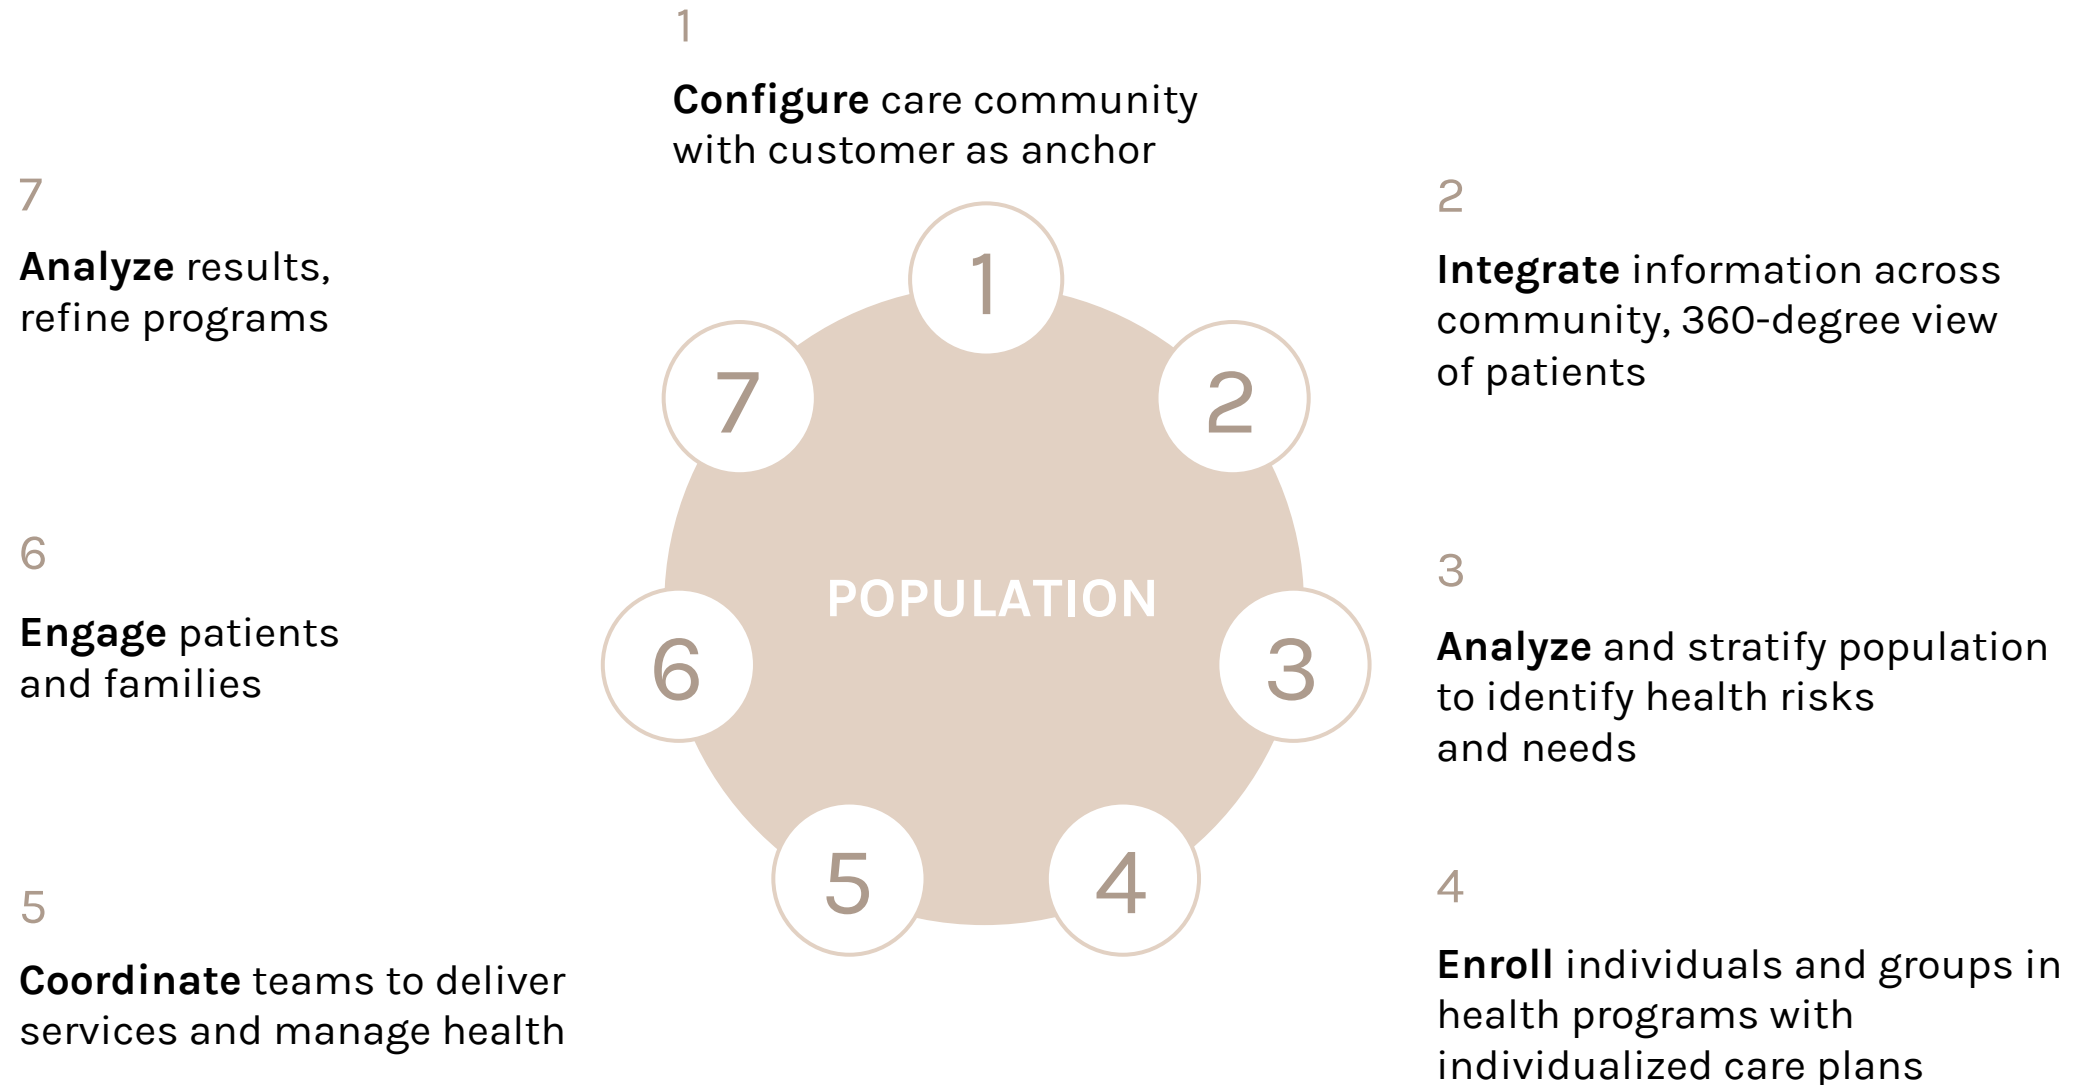 1
Configure care community
with customer as anchor
2
Integrate information across
community, 360-degree view
of patients
3
Analyze and stratify population
to identify health risks
and needs
4
Enroll individuals and groups in
health programs with
individualized care plans
5
Coordinate teams to deliver
services and manage health
6
Engage patients
and families
7
Analyze results,
refine programs
1
2
3
4
5
6
7
POPULATION